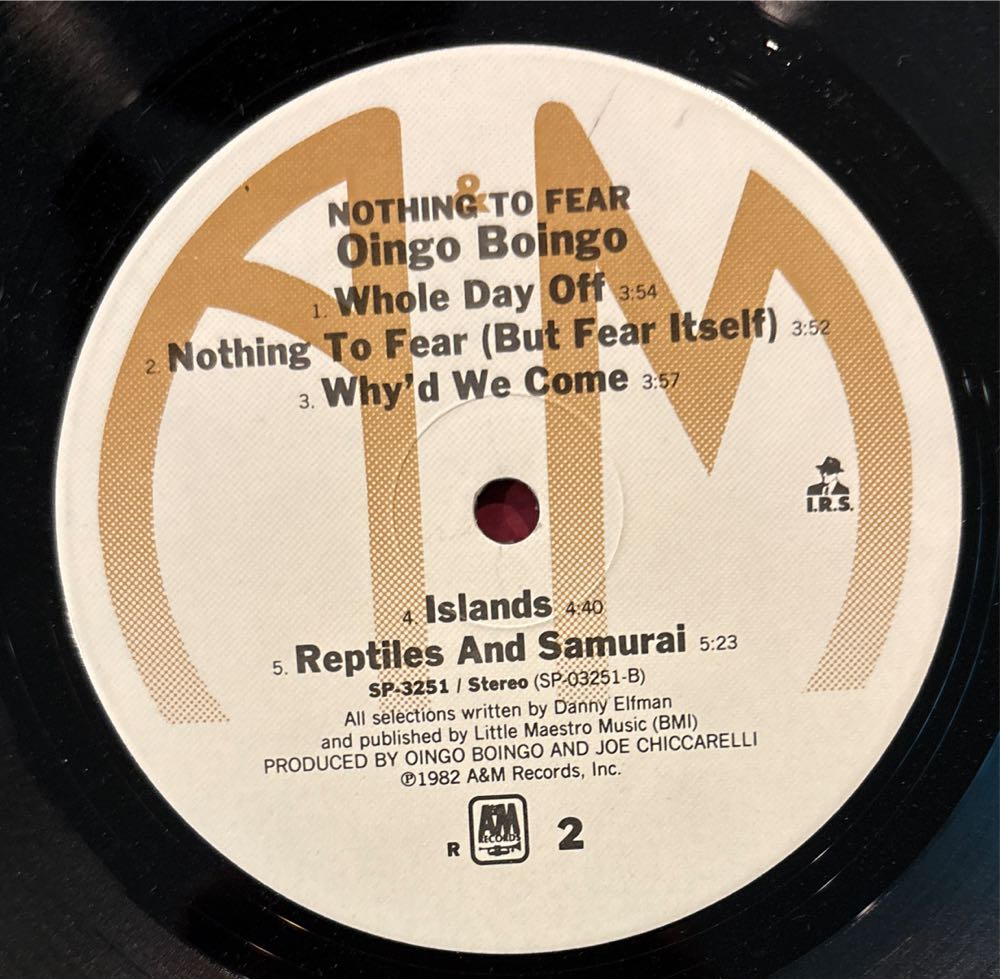 A&M
NOTHING TO FEAR
Oingo Boingo
1. Whole Day Off 3:54
2. Nothing To Fear (But Fear Itself) 3:52
3. Why'd We Come 3:57
I.R.S.
4. Islands 4:40
5. Reptiles And Samurai 5:23
SP-3251 / Stereo (SP-03251-B)
All selections written by Danny Elfman
and published by Little Maestro Music (BMI)
PRODUCED BY OINGO BOINGO AND JOE CHICCARELLI
℗1982 A&M Records, Inc.
R A&M RECORDS 2